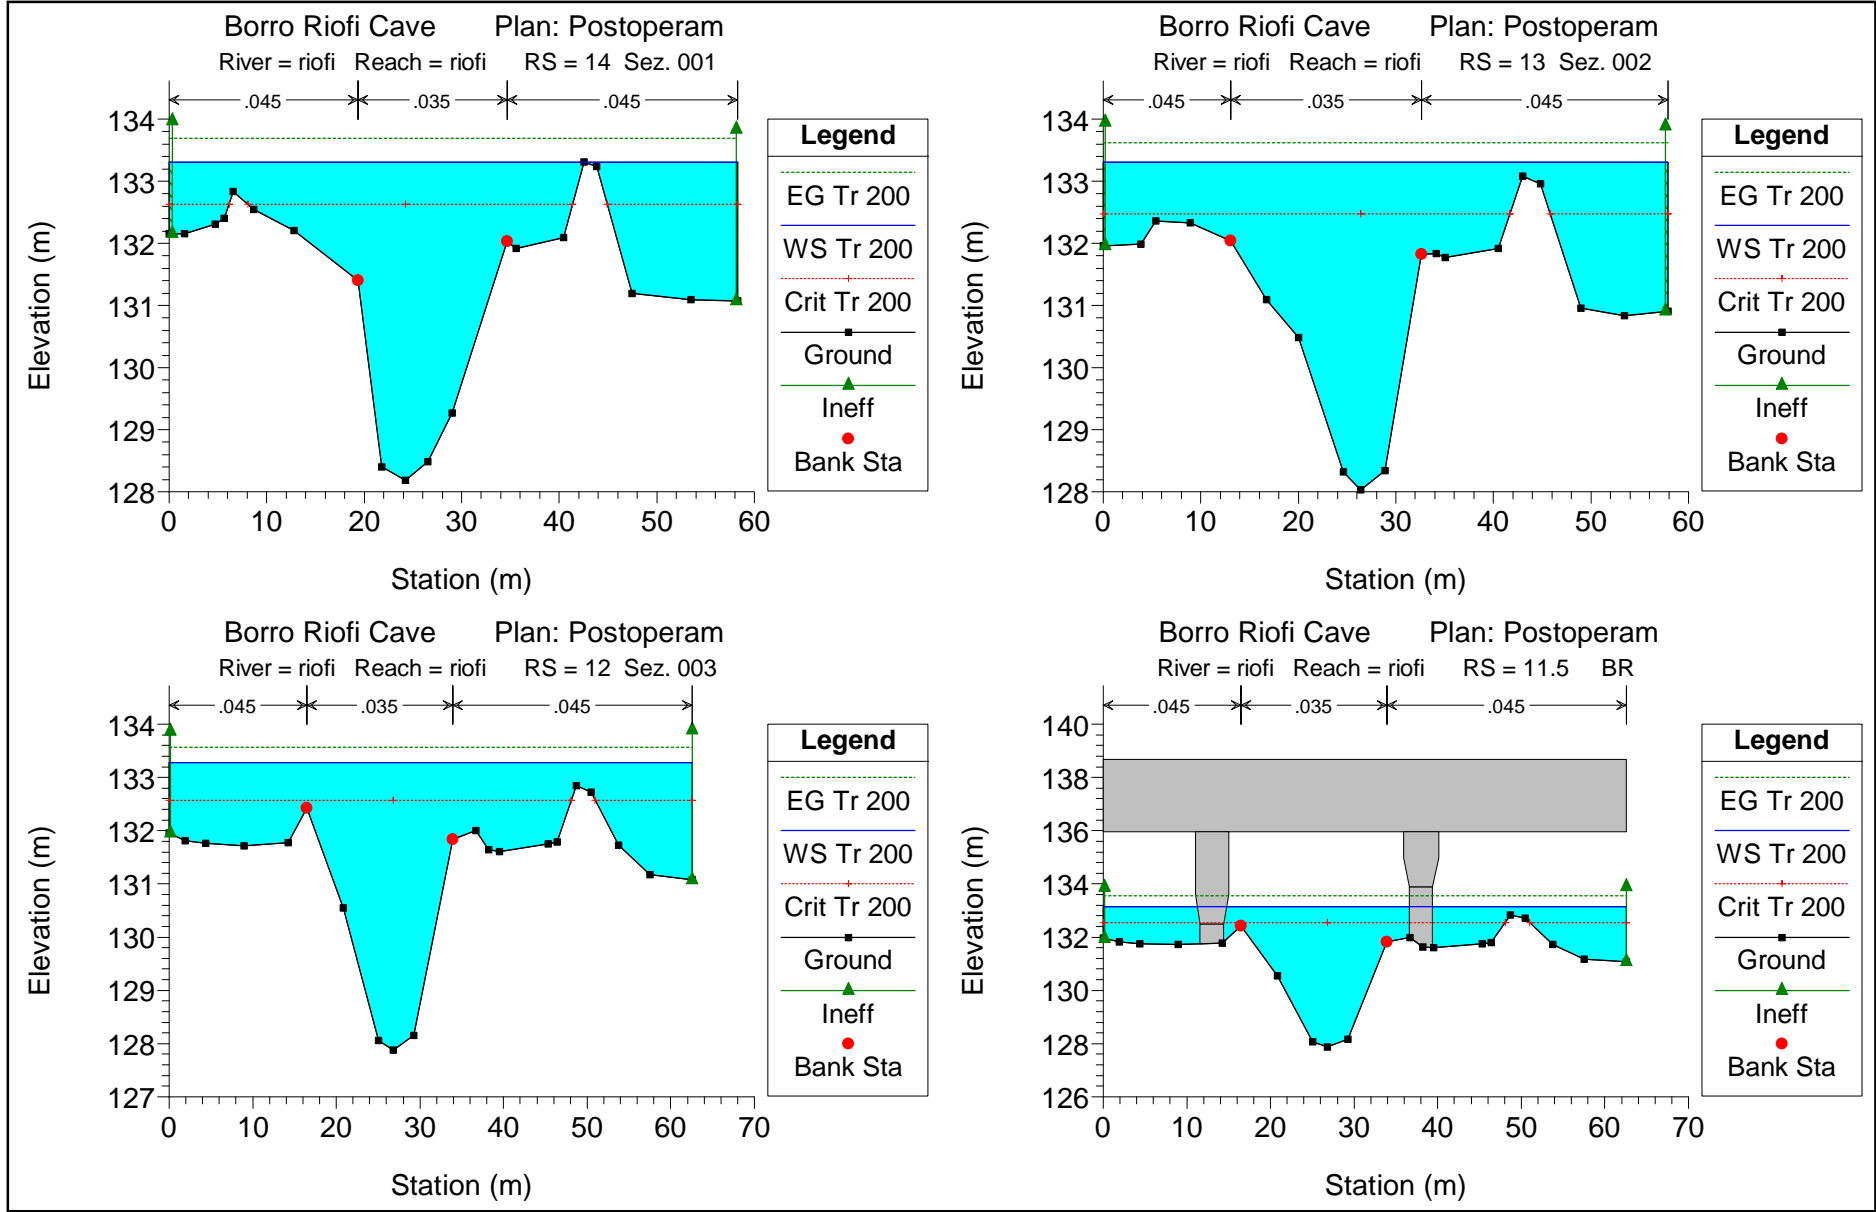 Borro Riofi Cave Plan: Postoperam
River = riofi Reach = riofi RS = 14 Sez. 001
.045 .035 .045
134
133
132
131
130
129
128
0 10 20 30 40 50 60
Elevation (m)
Station (m)
Legend
EG Tr 200
WS Tr 200
Crit Tr 200
Ground
Ineff
Bank Sta
Borro Riofi Cave Plan: Postoperam
River = riofi Reach = riofi RS = 13 Sez. 002
.045 .035 .045
134
133
132
131
130
129
128
0 10 20 30 40 50 60
Elevation (m)
Station (m)
Legend
EG Tr 200
WS Tr 200
Crit Tr 200
Ground
Ineff
Bank Sta
Borro Riofi Cave Plan: Postoperam
River = riofi Reach = riofi RS = 12 Sez. 003
.045 .035 .045
134
133
132
131
130
129
128
127
0 10 20 30 40 50 60 70
Elevation (m)
Station (m)
Legend
EG Tr 200
WS Tr 200
Crit Tr 200
Ground
Ineff
Bank Sta
Borro Riofi Cave Plan: Postoperam
River = riofi Reach = riofi RS = 11.5 BR
.045 .035 .045
140
138
136
134
132
130
128
126
0 10 20 30 40 50 60 70
Elevation (m)
Station (m)
Legend
EG Tr 200
WS Tr 200
Crit Tr 200
Ground
Ineff
Bank Sta